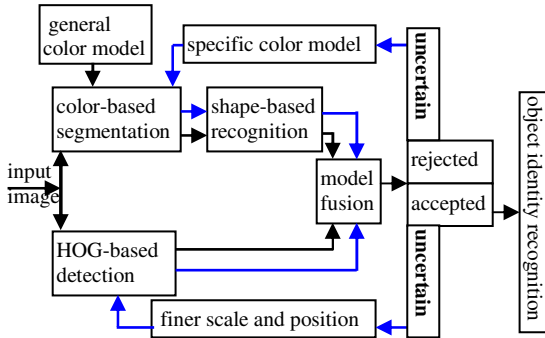 general
color model
specific color model
uncertain
color-based
segmentation
shape-based
recognition
input
image
model
fusion
rejected
accepted
object identity recognition
HOG-based
detection
uncertain
finer scale and position